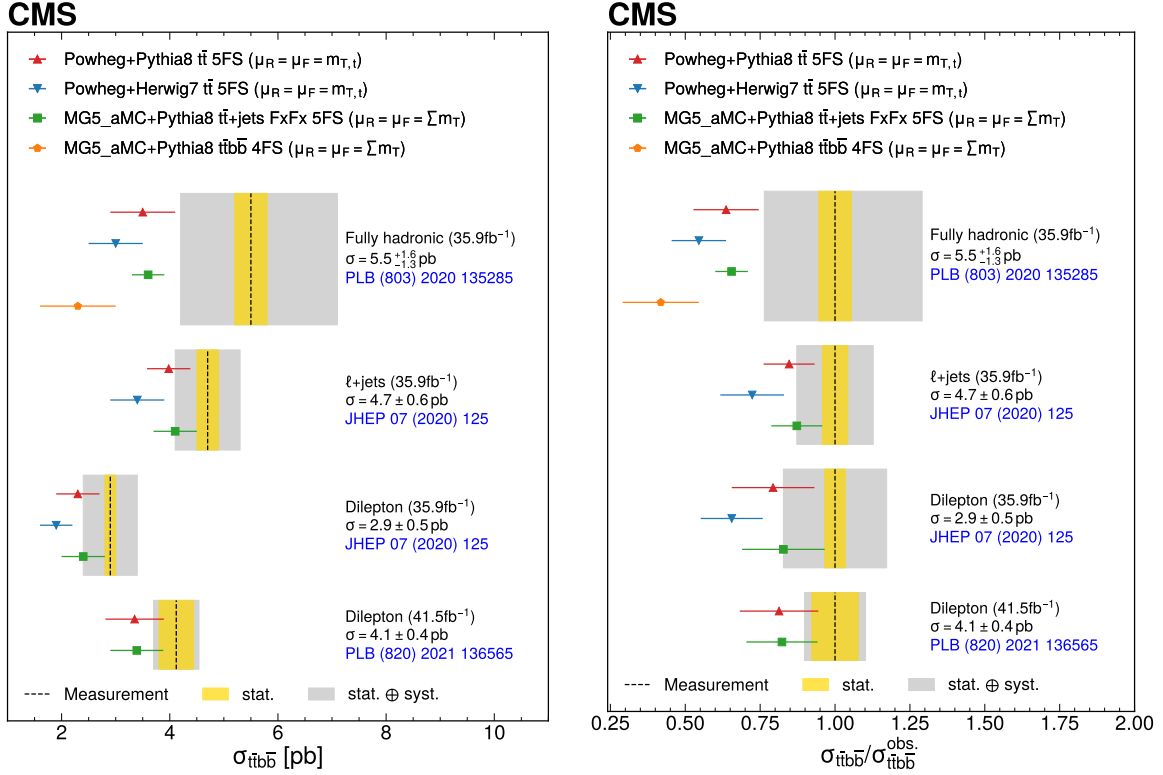 CMS
Powheg+Pythia8 tt̄ 5FS (μR = μF = mT,t)
Powheg+Herwig7 tt̄ 5FS (μR = μF = mT,t)
MG5_aMC+Pythia8 tt̄+jets FxFx 5FS (μR = μF = ∑mT)
MG5_aMC+Pythia8 tt̄bb̄ 4FS (μR = μF = ∑mT)
Fully hadronic (35.9fb⁻¹)
σ = 5.5 +1.6 −1.3 pb
PLB (803) 2020 135285
ℓ+jets (35.9fb⁻¹)
σ = 4.7 ± 0.6 pb
JHEP 07 (2020) 125
Dilepton (35.9fb⁻¹)
σ = 2.9 ± 0.5 pb
JHEP 07 (2020) 125
Dilepton (41.5fb⁻¹)
σ = 4.1 ± 0.4 pb
PLB (820) 2021 136565
Measurement stat. stat. ⊕ syst.
2 4 6 8 10
σtt̄bb̄ [pb]
CMS
Powheg+Pythia8 tt̄ 5FS (μR = μF = mT,t)
Powheg+Herwig7 tt̄ 5FS (μR = μF = mT,t)
MG5_aMC+Pythia8 tt̄+jets FxFx 5FS (μR = μF = ∑mT)
MG5_aMC+Pythia8 tt̄bb̄ 4FS (μR = μF = ∑mT)
Fully hadronic (35.9fb⁻¹)
σ = 5.5 +1.6 −1.3 pb
PLB (803) 2020 135285
ℓ+jets (35.9fb⁻¹)
σ = 4.7 ± 0.6 pb
JHEP 07 (2020) 125
Dilepton (35.9fb⁻¹)
σ = 2.9 ± 0.5 pb
JHEP 07 (2020) 125
Dilepton (41.5fb⁻¹)
σ = 4.1 ± 0.4 pb
PLB (820) 2021 136565
Measurement stat. stat. ⊕ syst.
0.25 0.50 0.75 1.00 1.25 1.50 1.75 2.00
σtt̄bb̄/σtt̄bb̄ obs.